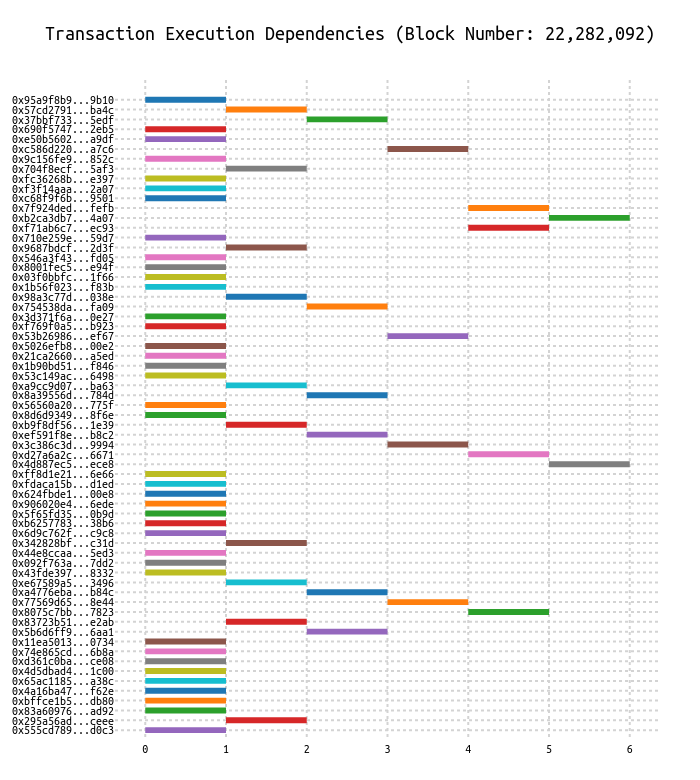 Transaction Execution Dependencies (Block Number: 22,282,092)
0x95a9f8b9...9b10
0x57cd2791...ba4c
0x37bbf733...5edf
0x690f5747...2eb5
0xe50b5602...a9df
0xc586d220...a7c6
0x9c156fe9...852c
0x704f8ecf...5af3
0xfc36268b...e397
0xf3f14aaa...2a07
0xc68f9f6b...9501
0x7f924ded...fefb
0xb2ca3db7...4a07
0xf71ab6c7...ec93
0x710e259e...59d7
0x9687bdcf...2d3f
0x546a3f43...fd05
0x8001fec5...e94f
0x03f0bbfc...1f66
0x1b56f023...f83b
0x98a3c77d...038e
0x754538da...fa09
0x3d371f6a...0e27
0xf769f0a5...b923
0x53b26986...ef67
0x5026efb8...00e2
0x21ca2660...a5ed
0x1b90bd51...f846
0x53c149ac...6498
0xa9cc9d07...ba63
0x8a39556d...784d
0x56560a20...775f
0x8d6d9349...8f6e
0xb9f8df56...1e39
0xef591f8e...b8c2
0x3c386c3d...9994
0xd27a6a2c...6671
0x4d887ec5...ece8
0xff8d1e21...6e66
0xfdaca15b...d1ed
0x624fbde1...00e8
0x906020e4...6ede
0x5f65fd35...0b9d
0xb6257783...38b6
0x6d9c762f...c9c8
0x342828bf...c31d
0x44e8ccaa...5ed3
0x092f763a...7dd2
0x43fde397...8332
0xe67589a5...3496
0xa4776eba...b84c
0x77569d65...8e44
0x8075c7bb...7823
0x83723b51...e2ab
0x5b6d6ff9...6aa1
0x11ea5013...0734
0x74e865cd...6b8a
0xd361c0ba...ce08
0x4d5dbad4...1c00
0x65ac1185...a38c
0x4a16ba47...f62e
0xbffce1b5...db80
0x83a60976...ad92
0x295a56ad...ceee
0x555cd789...d0c3
0 1 2 3 4 5 6